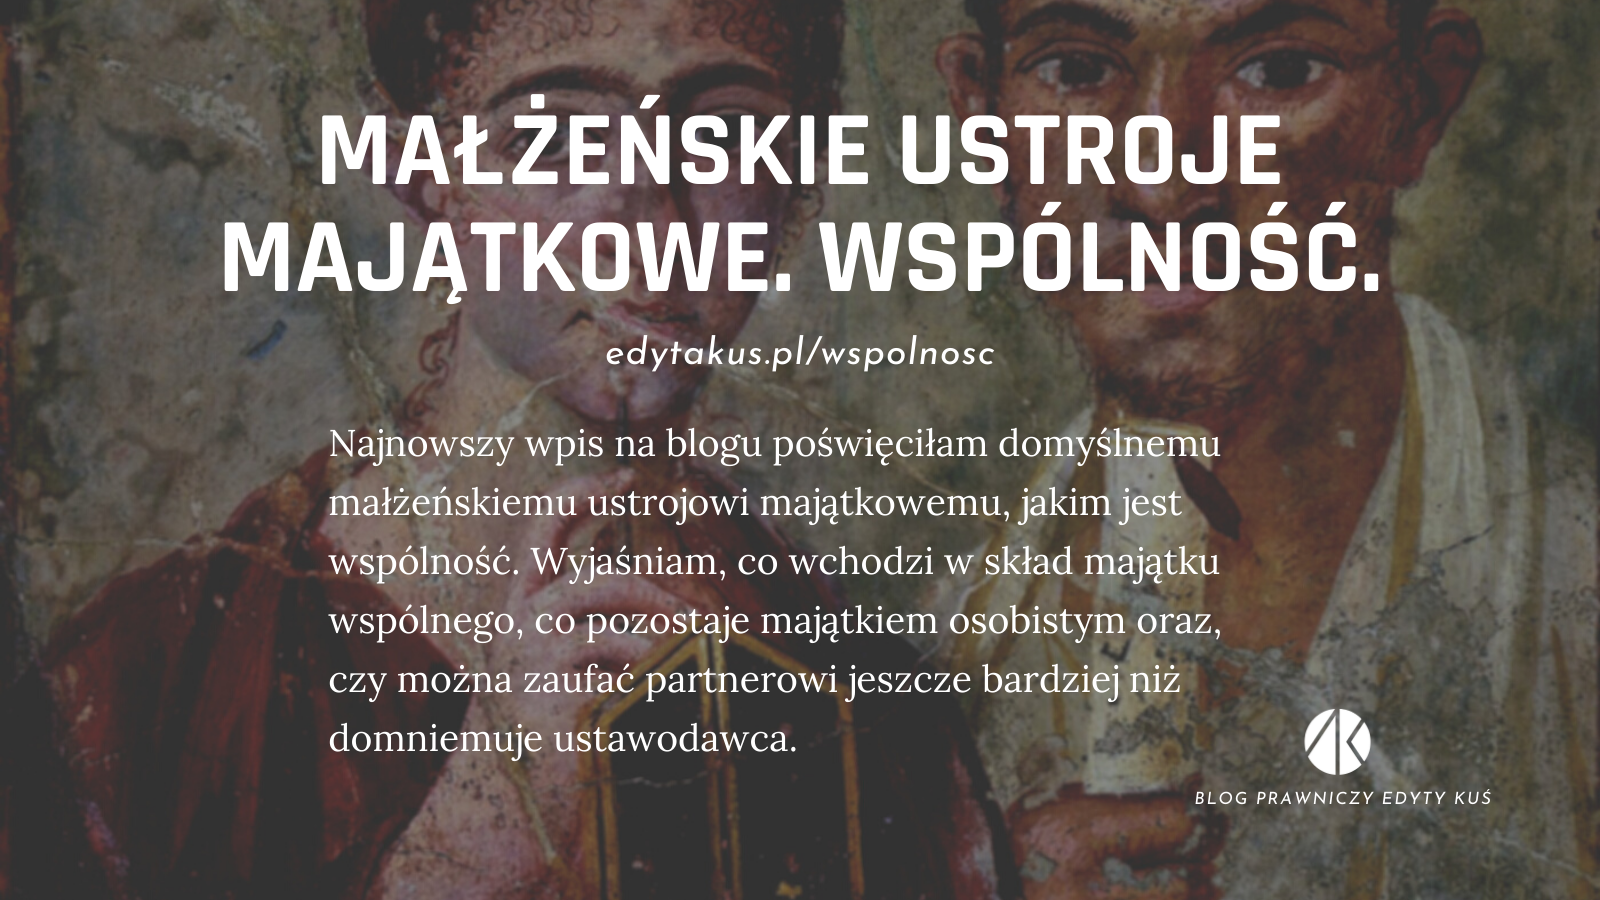 MAŁŻEŃSKIE USTROJE
MAJĄTKOWE. WSPÓLNOŚĆ.
edytakus.pl/wspolnosc
Najnowszy wpis na blogu poświęciłam domyślnemu
małżeńskiemu ustrojowi majątkowemu, jakim jest
wspólność. Wyjaśniam, co wchodzi w skład majątku
wspólnego, co pozostaje majątkiem osobistym oraz,
czy można zaufać partnerowi jeszcze bardziej niż
domniemuje ustawodawca.
BLOG PRAWNICZY EDYTY KUŚ